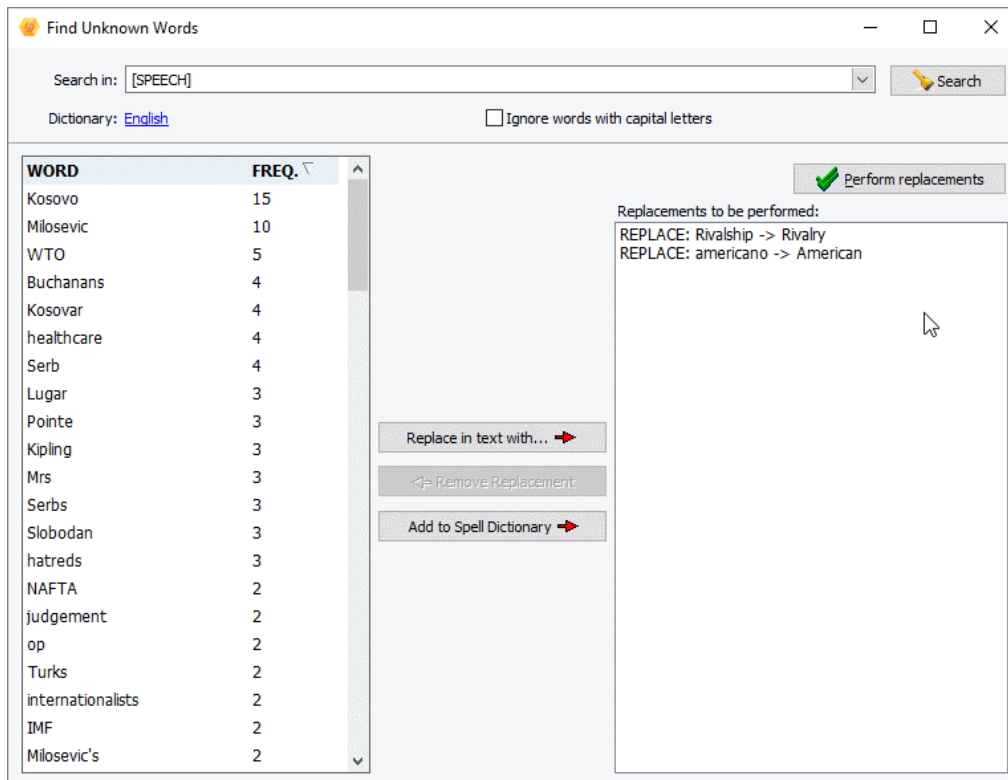 Find Unknown Words
Search in: [SPEECH] Search
Dictionary: English Ignore words with capital letters
WORD FREQ.
Kosovo 15
Milosevic 10
WTO 5
Buchanans 4
Kosovar 4
healthcare 4
Serb 4
Lugar 3
Pointe 3
Kipling 3
Mrs 3
Serbs 3
Slobodan 3
hatreds 3
NAFTA 2
judgement 2
op 2
Turks 2
internationalists 2
IMF 2
Milosevic's 2
Replace in text with...
Remove Replacement
Add to Spell Dictionary
Perform replacements
Replacements to be performed:
REPLACE: Rivalship -> Rivalry
REPLACE: americano -> American